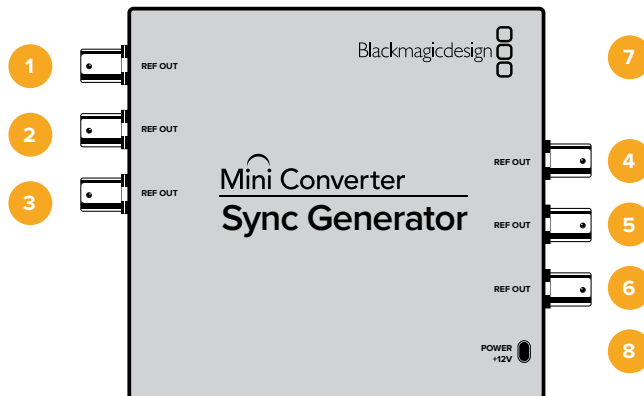 1
REF OUT
Blackmagicdesign
7
2
REF OUT
REF OUT
4
3
REF OUT
Mini Converter
Sync Generator
REF OUT
5
REF OUT
6
POWER
+12V
8